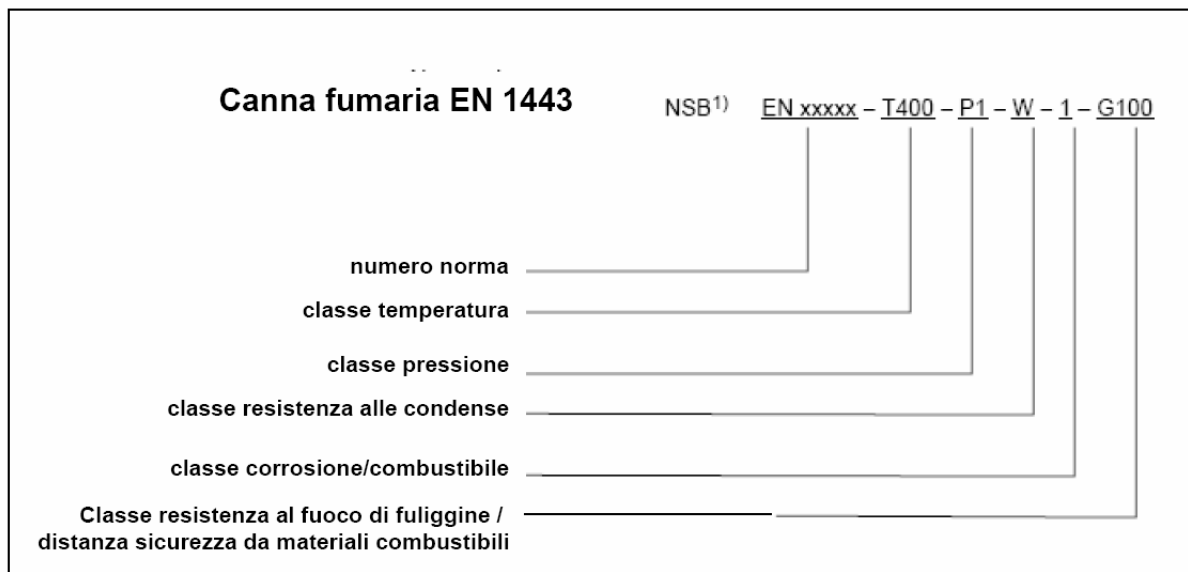 Canna fumaria EN 1443
NSB1) EN xxxxx – T400 – P1 – W – 1 – G100
numero norma
classe temperatura
classe pressione
classe resistenza alle condense
classe corrosione/combustibile
Classe resistenza al fuoco di fuliggine /
distanza sicurezza da materiali combustibili